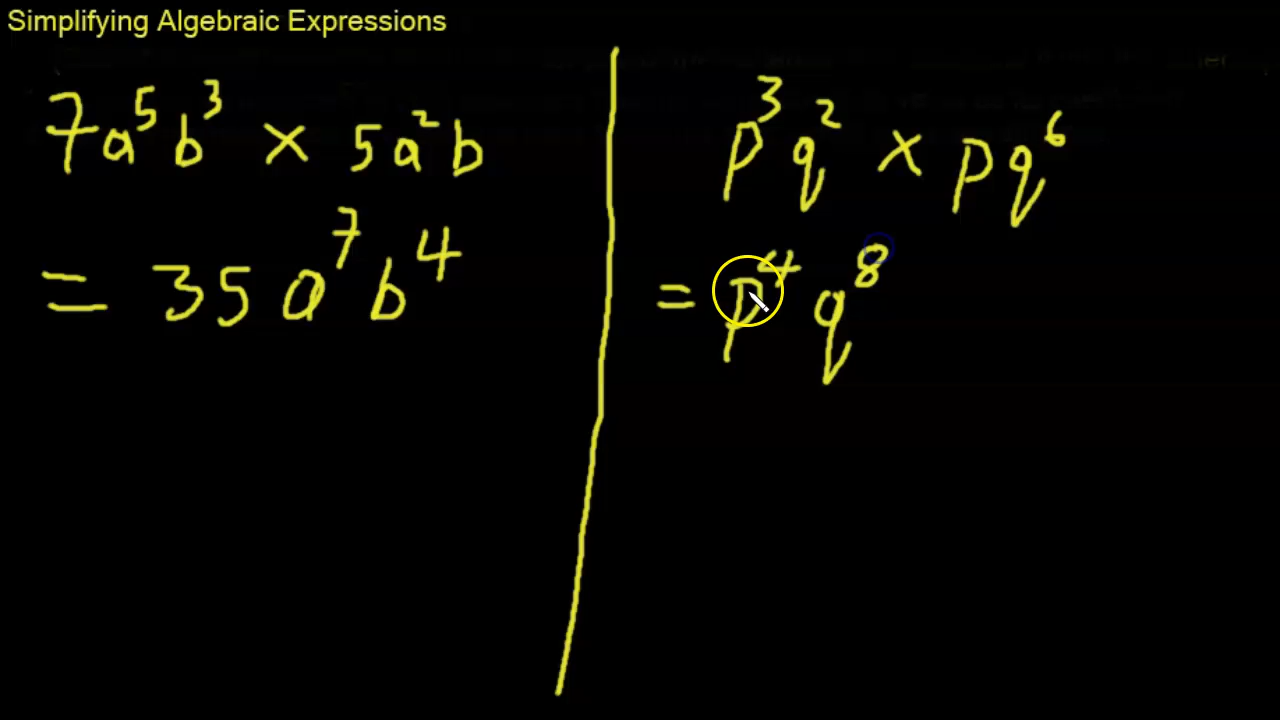 Simplifying Algebraic Expressions
7a⁵b³ × 5a²b
= 35a⁷b⁴
p³q² × pq⁶
= p⁴q⁸